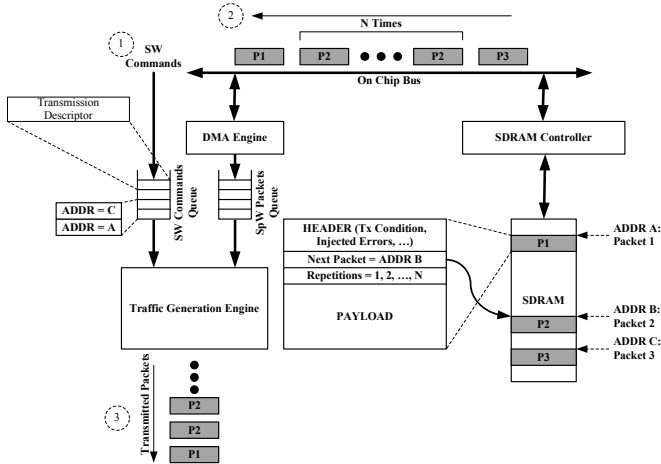 2
N Times
1
SW
Commands
P1
P2
P2
P3
On Chip Bus
Transmission
Descriptor
DMA Engine
SDRAM Controller
SW Commands
Queue
SpW Packets
Queue
ADDR = C
ADDR = A
HEADER (Tx Condition,
Injected Errors, ...)
Next Packet = ADDR B
Repetitions = 1, 2, ..., N
PAYLOAD
P1
SDRAM
P2
P3
ADDR A:
Packet 1
ADDR B:
Packet 2
ADDR C:
Packet 3
Traffic Generation Engine
3
Transmitted Packets
P2
P2
P1